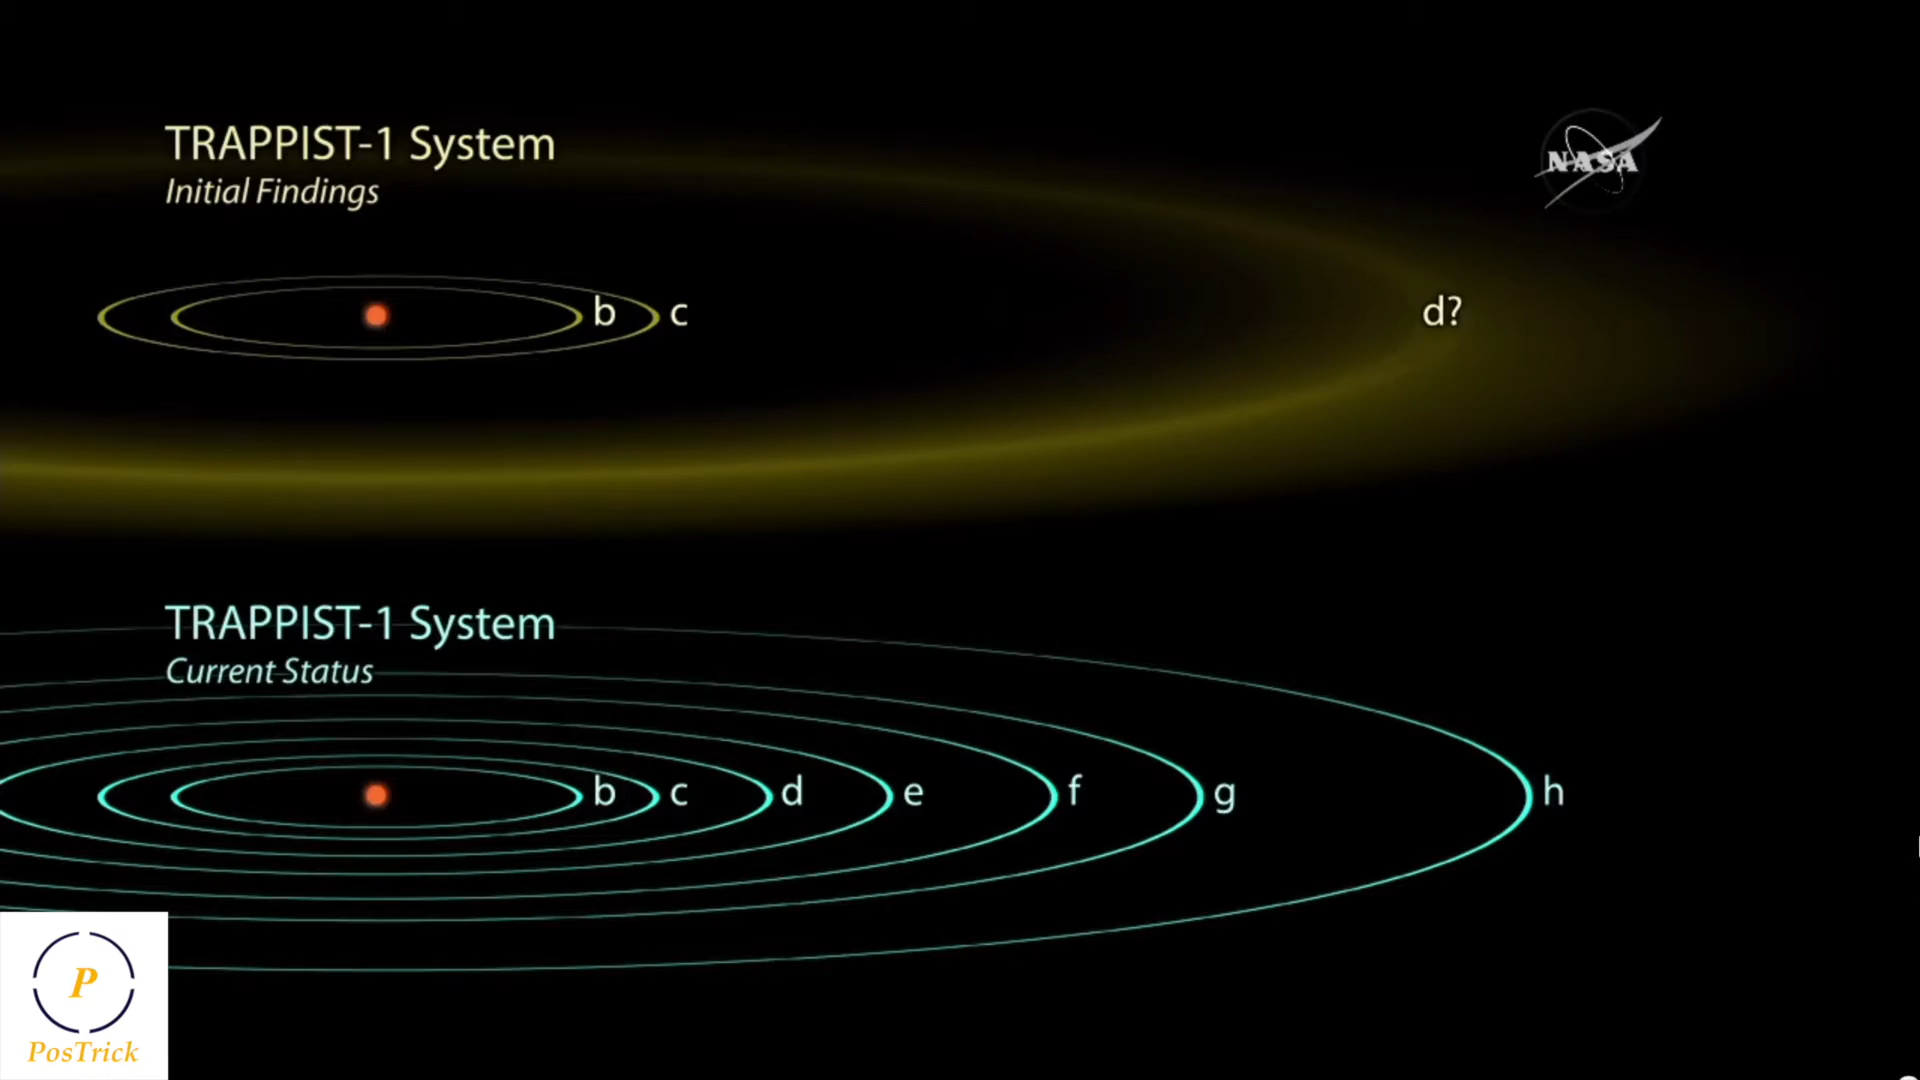 TRAPPIST-1 System
Initial Findings
NASA
b
c
d?
TRAPPIST-1 System
Current Status
b
c
d
e
f
g
h
P
PosTrick